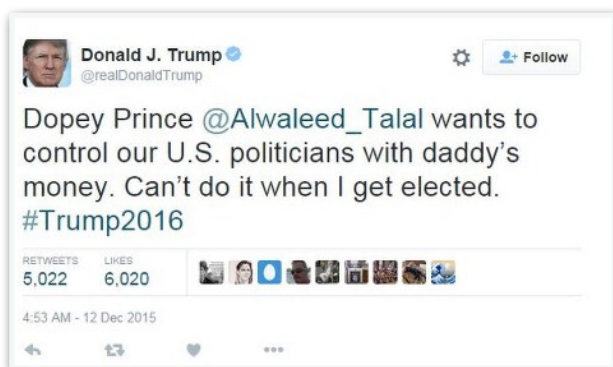 Donald J. Trump
@realDonaldTrump
Follow
Dopey Prince @Alwaleed_Talal wants to
control our U.S. politicians with daddy's
money. Can't do it when I get elected.
#Trump2016
RETWEETS LIKES
5,022 6,020
4:53 AM - 12 Dec 2015